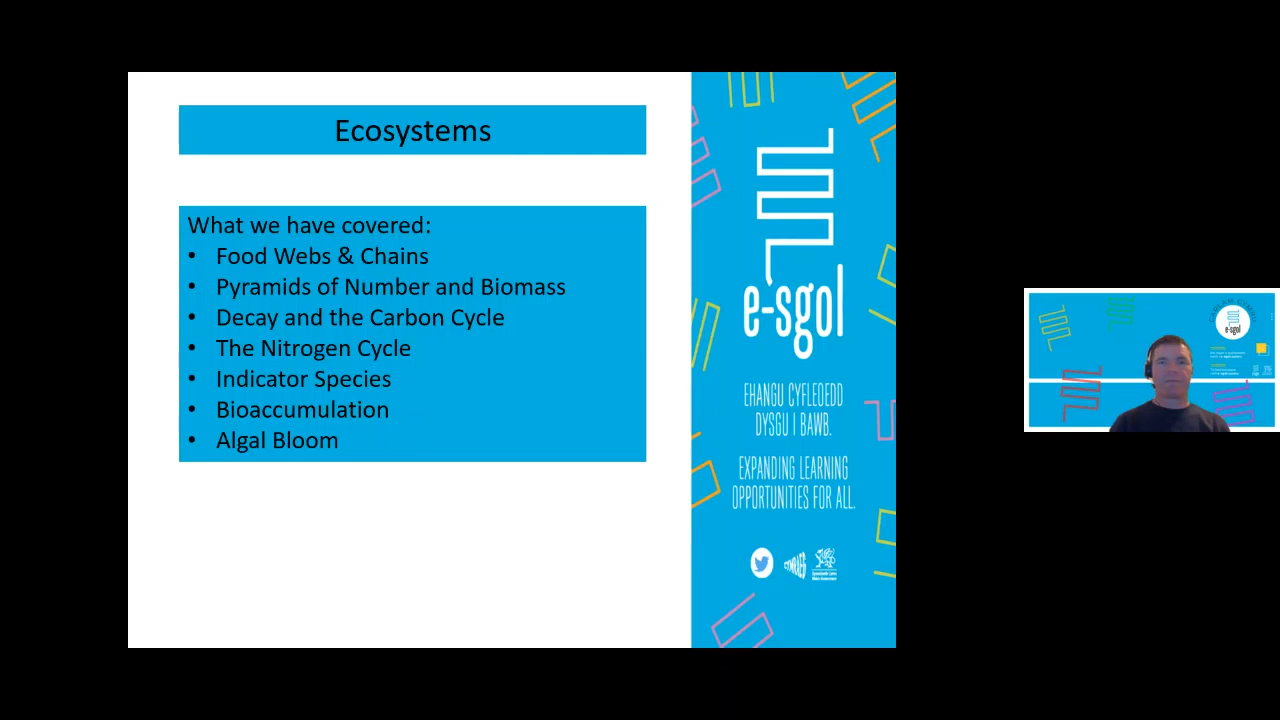 Ecosystems
What we have covered:
• Food Webs & Chains
• Pyramids of Number and Biomass
• Decay and the Carbon Cycle
• The Nitrogen Cycle
• Indicator Species
• Bioaccumulation
• Algal Bloom
e-sgol
EHANGU CYFLEOEDD
DYSGU I BAWB.
EXPANDING LEARNING
OPPORTUNITIES FOR ALL.
e-sgol